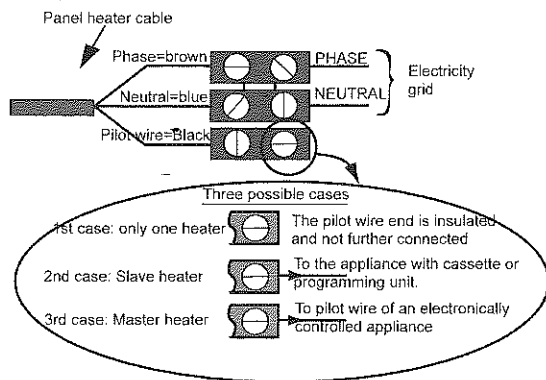 Panel heater cable
Phase=brown
PHASE
Electricity
grid
Neutral=blue
NEUTRAL
Pilot wire=Black
Three possible cases
1st case: only one heater
The pilot wire end is insulated
and not further connected
2nd case: Slave heater
To the appliance with cassette or
programming unit.
3rd case: Master heater
To pilot wire of an electronically
controlled appliance